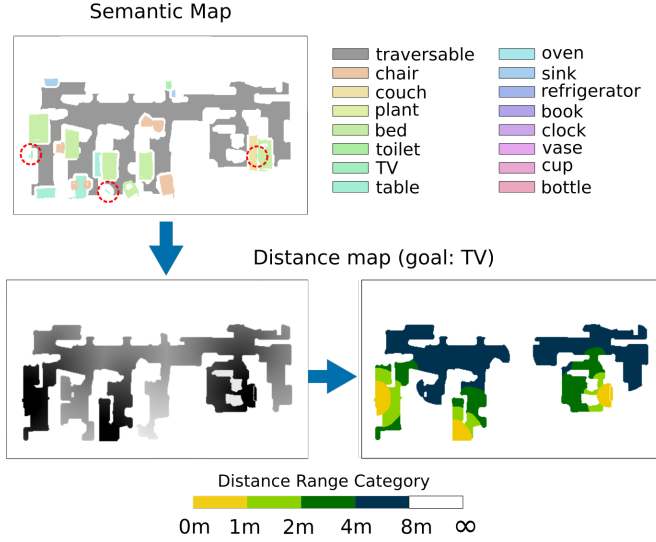 Semantic Map
traversable
chair
couch
plant
bed
toilet
TV
table
oven
sink
refrigerator
book
clock
vase
cup
bottle
Distance map (goal: TV)
Distance Range Category
0m 1m 2m 4m 8m ∞